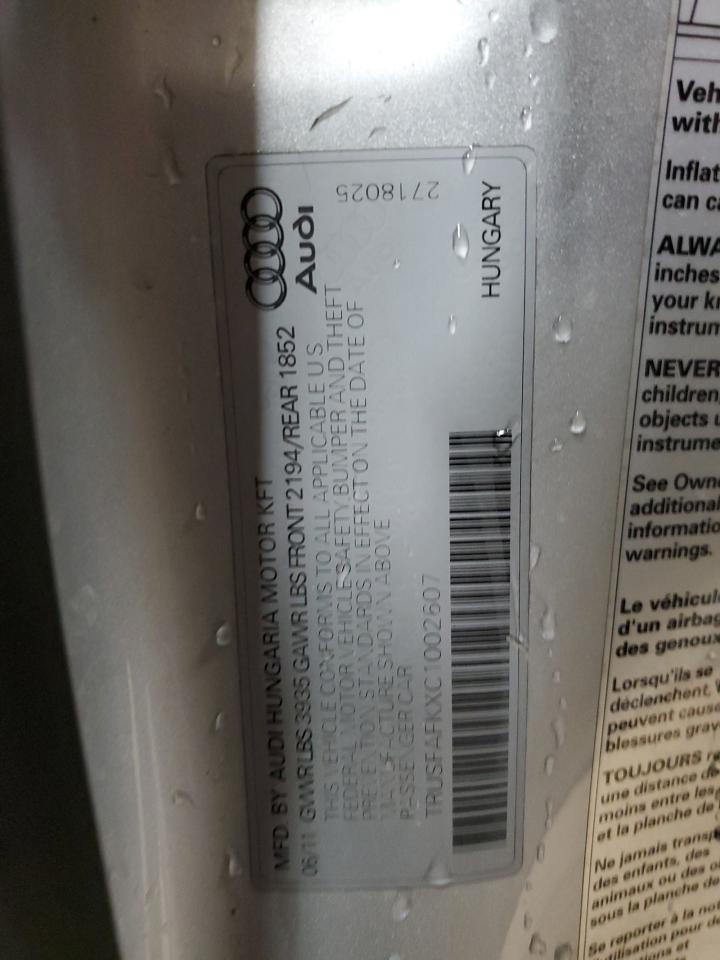 MFD. BY AUDI HUNGARIA MOTOR KFT
06/11 GVWR LBS 3935 GAWR LBS FRONT 2194/REAR 1852
THIS VEHICLE CONFORMS TO ALL APPLICABLE U.S.
FEDERAL MOTOR VEHICLE SAFETY BUMPER AND THEFT
PREVENTION STANDARDS IN EFFECT ON THE DATE OF
MANUFACTURE SHOWN ABOVE
PASSENGER CAR
TRUSFAFKXC1002607
Audi
2718025
HUNGARY
Veh
with
Inflat
can ca
ALWA
inches
your kn
instrum
NEVER
children,
objects u
instrume
See Owne
additional
informatio
warnings.
Le véhicul
d'un airbag
des genoux
Lorsqu'ils se
déclenchent,
peuvent cause
blessures grav
TOUJOURS r
une distance de
moins entre les
et la planche de
Ne jamais transp
des enfants, des
animaux ou des o
sous la planche de
Se reporter à la not
d'utilisation pour de